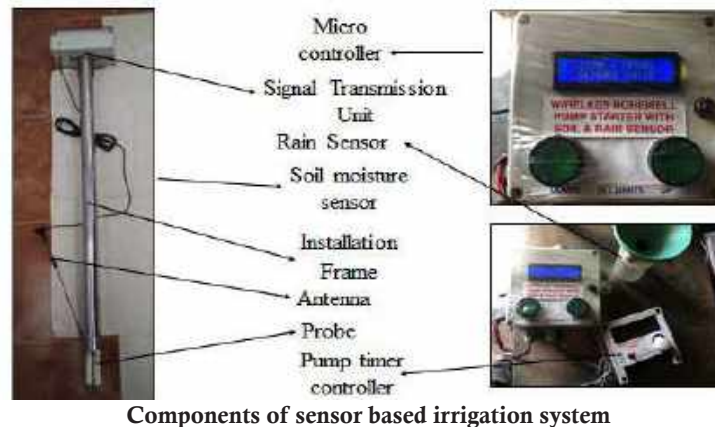 Micro
controller
Signal Transmission
Unit
Rain Sensor
Soil moisture
sensor
Installation
Frame
Antenna
Probe
Pump timer
controller
WIRELESS BOREWELL
PUMP STARTER WITH
SOIL & RAIN SENSOR
Components of sensor based irrigation system